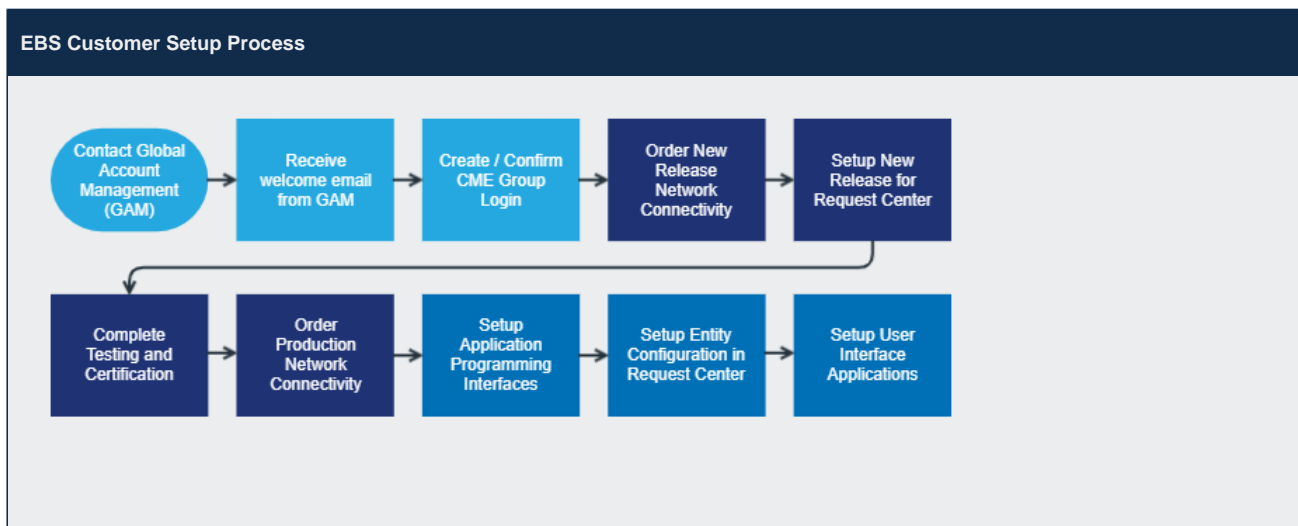 EBS Customer Setup Process
Contact Global
Account
Management
(GAM)
Receive
welcome email
from GAM
Create / Confirm
CME Group
Login
Order New
Release
Network
Connectivity
Setup New
Release for
Request Center
Complete
Testing and
Certification
Order
Production
Network
Connectivity
Setup
Application
Programming
Interfaces
Setup Entity
Configuration in
Request Center
Setup User
Interface
Applications